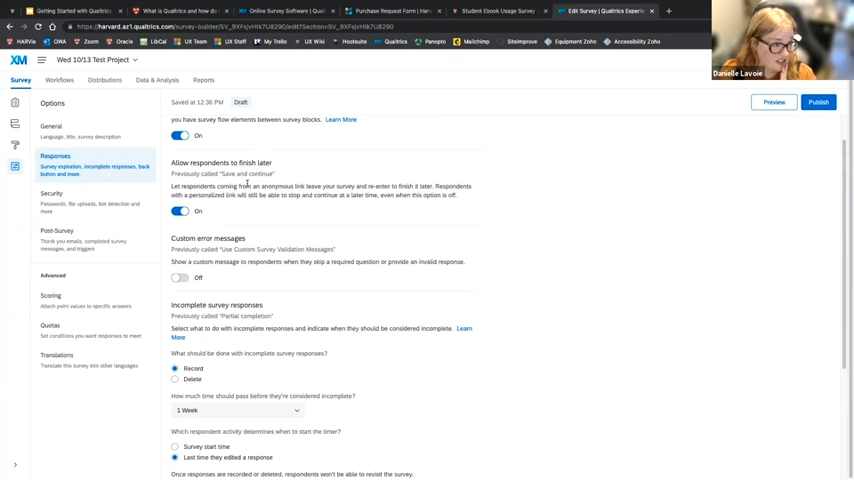 Getting Started with Qualtrics
What is Qualtrics and how do
Online Survey Software |
Purchase Request Form | Har
Student Ebook Usage Survey
Edit Survey | Qualtrics Experie
harvard.az1.qualtrics.com/survey-builder/SV_9XFsjvHtk7U8290/edit?Section=SV_9XFsjvHtk7U8290
HARVie OWA Zoom Oracle LibCal UX Team UX Staff My Trello UX Wiki Hootsuite Qualtrics Panopto Mailchimp SiteImprove Equipment Zoho Accessibility Zoho
Danielle Lavoie
XM Wed 10/13 Test Project
Survey Workflows Distributions Data & Analysis Reports
Options
Saved at 12:36 PM Draft
Preview Publish
General
Language, title, survey description
Responses
Survey expiration, incomplete responses, back
button and more
Security
Passwords, file uploads, bot detection and
more
Post-Survey
Thank you emails, completed survey
messages, and triggers
Advanced
Scoring
Attach point values to specific answers
Quotas
Set conditions you want responses to meet
Translations
Translate this survey into other languages
you have survey flow elements between survey blocks. Learn More
On
Allow respondents to finish later
Previously called "Save and continue"
Let respondents coming from an anonymous link leave your survey and re-enter to finish it later. Respondents
with a personalized link will still be able to stop and continue at a later time, even when this option is off.
On
Custom error messages
Previously called "Use Custom Survey Validation Messages"
Show a custom message to respondents when they skip a required question or provide an invalid response.
Off
Incomplete survey responses
Previously called "Partial completion"
Select what to do with incomplete responses and indicate when they should be considered incomplete. Learn
More
What should be done with incomplete survey responses?
Record
Delete
How much time should pass before they're considered incomplete?
1 Week
Which respondent activity determines when to start the timer?
Survey start time
Last time they edited a response
Once responses are recorded or deleted, respondents won't be able to revisit the survey.